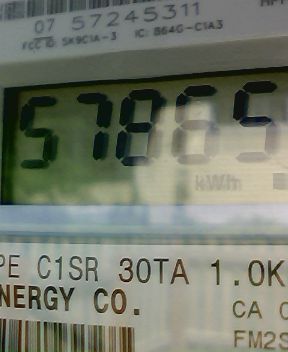 07 57245311
FCC ID: SK9C1A-3 IC: 864G-C1A3
57865
kWh
PE C1SR 30TA 1.0K
NERGY CO.
CA
FM2S